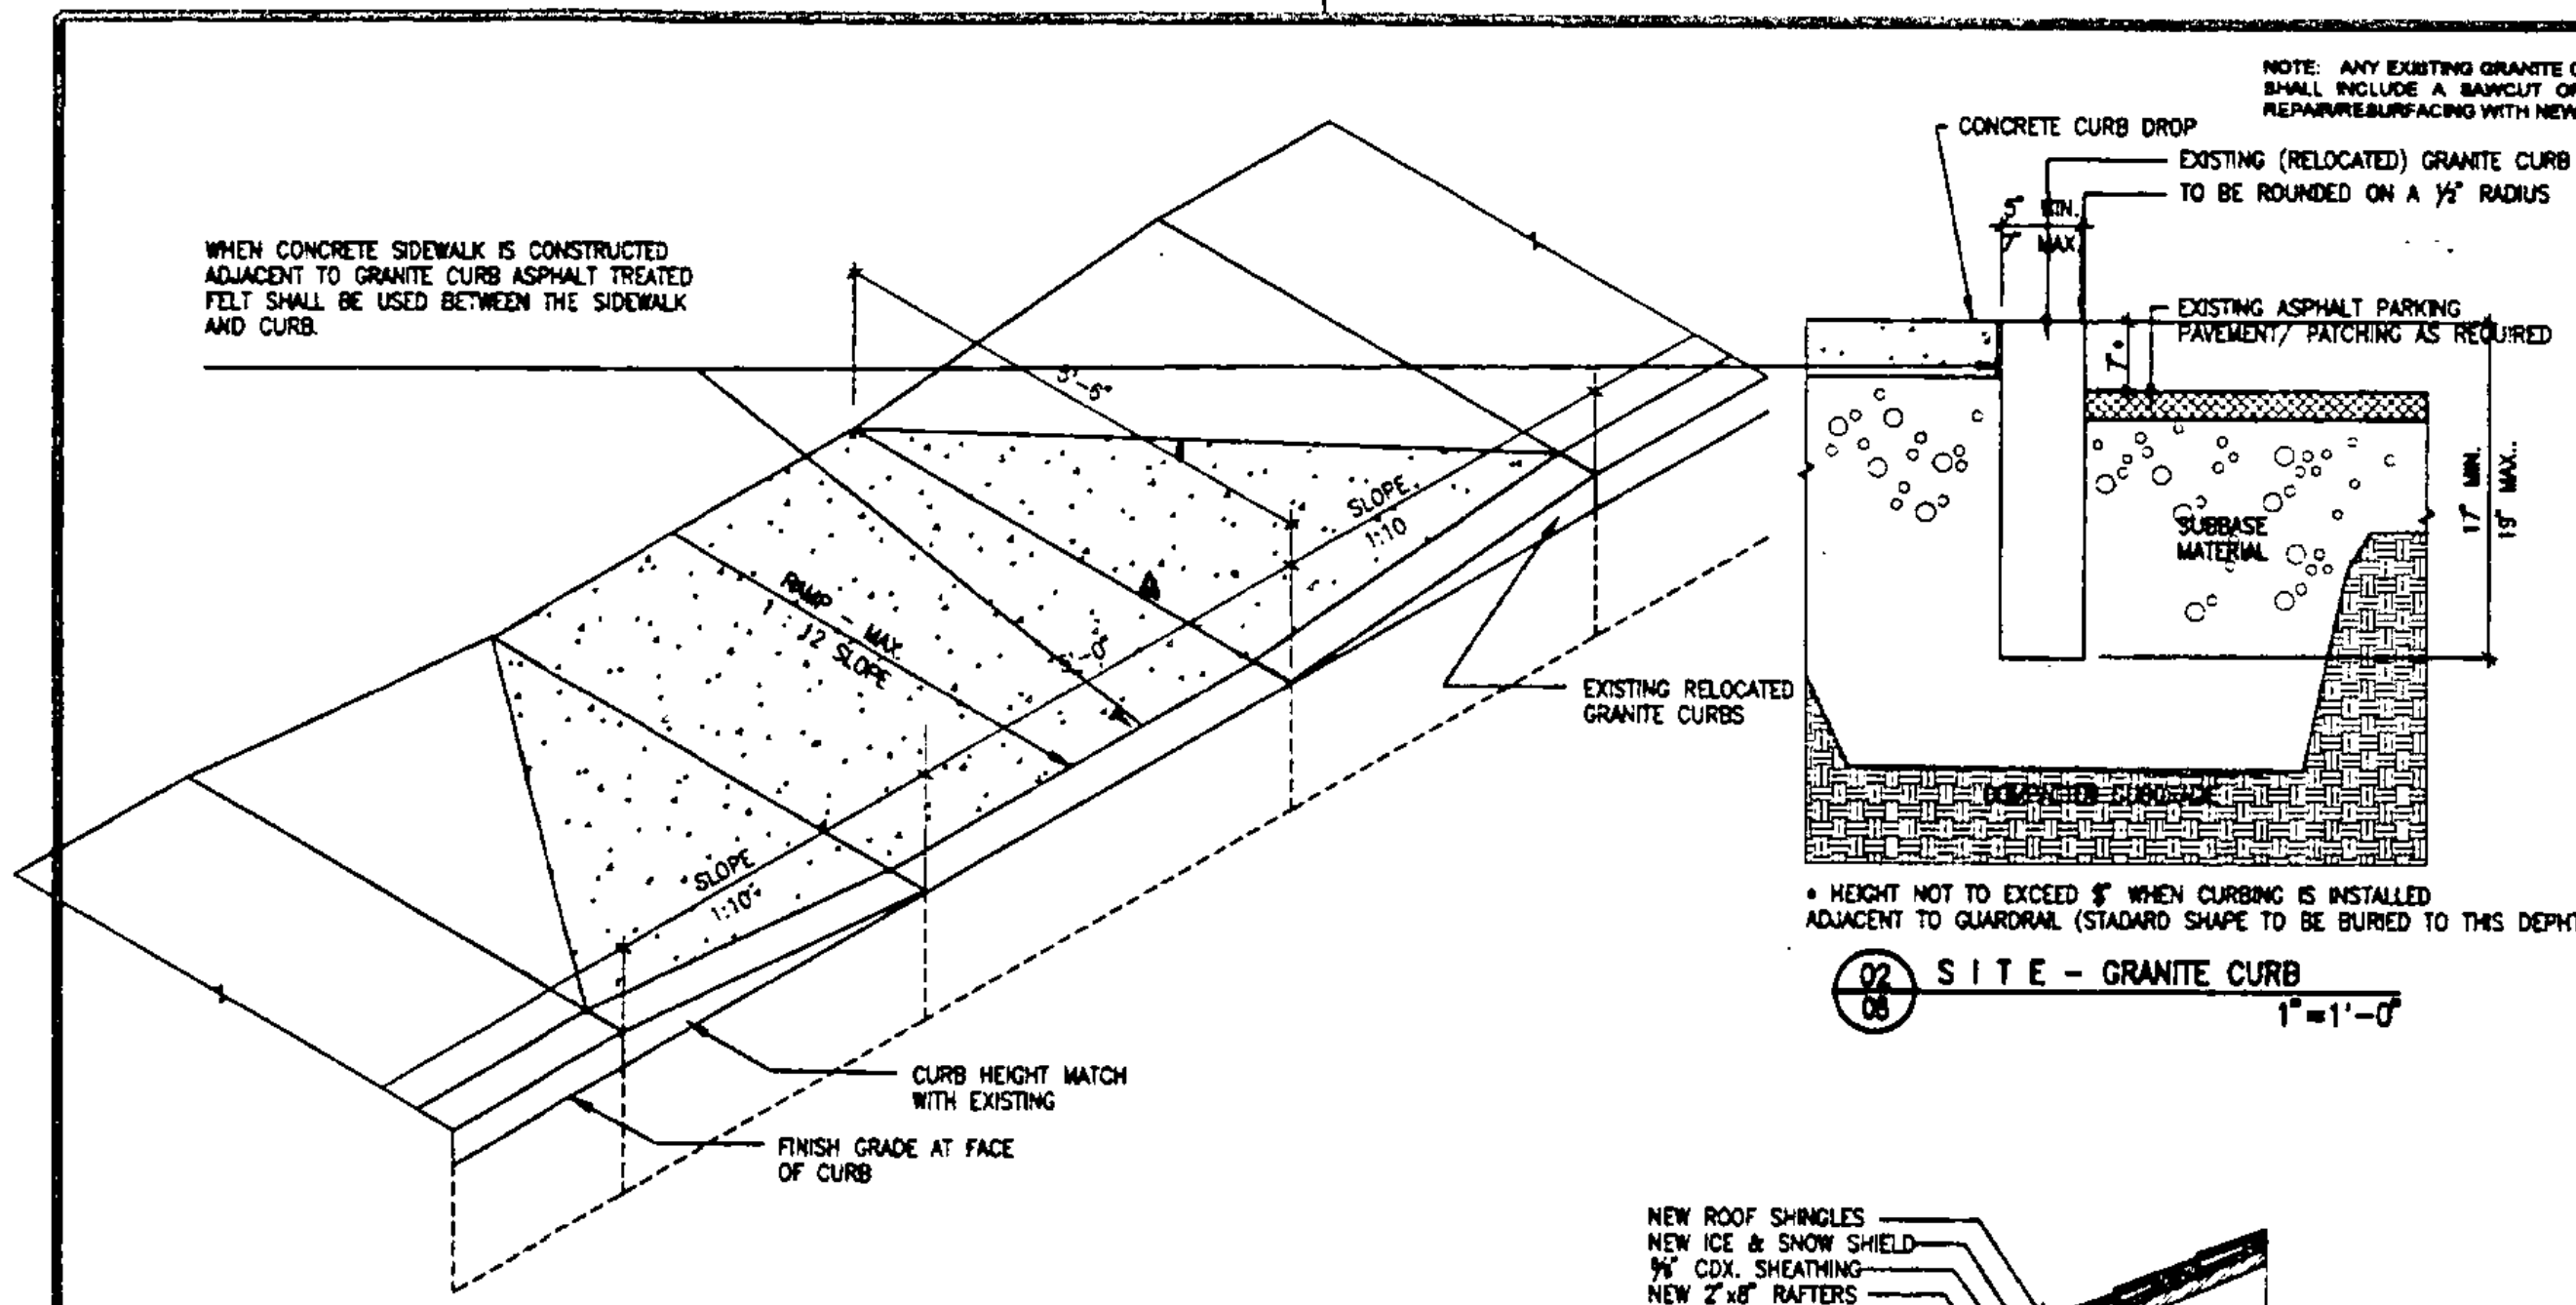 WHEN CONCRETE SIDEWALK IS CONSTRUCTED
ADJACENT TO GRANITE CURB ASPHALT TREATED
FELT SHALL BE USED BETWEEN THE SIDEWALK
AND CURB.
5'-6"
SLOPE
1:10
RAMP - MAX.
1 : 12 SLOPE
5'-0"
SLOPE
1:10
EXISTING RELOCATED
GRANITE CURBS
CURB HEIGHT MATCH
WITH EXISTING
FINISH GRADE AT FACE
OF CURB
NOTE: ANY EXISTING GRANITE
SHALL INCLUDE A SAWCUT
REPAIR/RESURFACING WITH NEW
CONCRETE CURB DROP
EXISTING (RELOCATED) GRANITE CURB
TO BE ROUNDED ON A 1/2" RADIUS
5" MIN.
7" MAX.
EXISTING ASPHALT PARKING
PAVEMENT/ PATCHING AS REQUIRED
7" •
SUBBASE
MATERIAL
17" MIN.
19" MAX..
COMPACTED SUBGRADE
• HEIGHT NOT TO EXCEED WHEN CURBING IS INSTALLED
ADJACENT TO GUARDRAIL (STADARD SHAPE TO BE BURIED TO THIS DEPHT
02 SITE - GRANITE CURB
1"=1'-0"
NEW ROOF SHINGLES
NEW ICE & SNOW SHIELD
CDX. SHEATHING
NEW 2"x8" RAFTERS